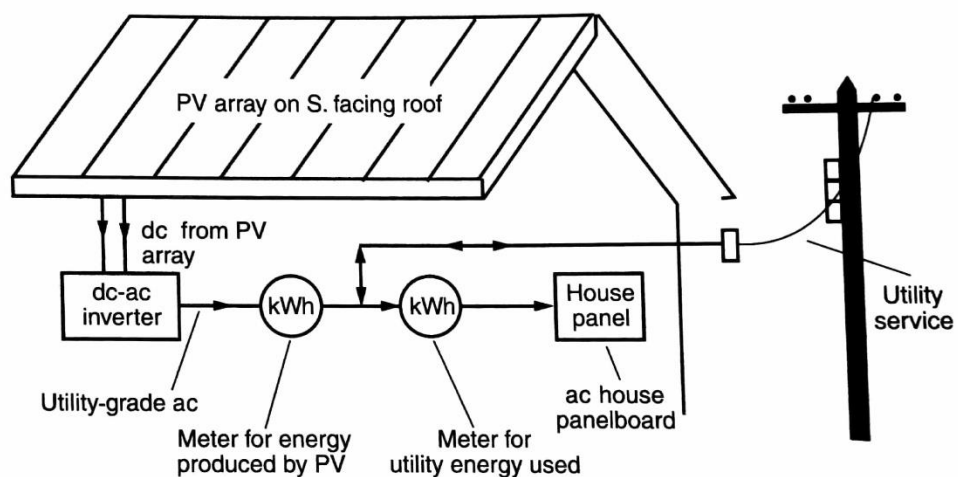 PV array on S. facing roof
dc from PV
array
dc-ac
inverter
kWh
kWh
House
panel
Utility
service
Utility-grade ac
ac house
panelboard
Meter for energy
produced by PV
Meter for
utility energy used